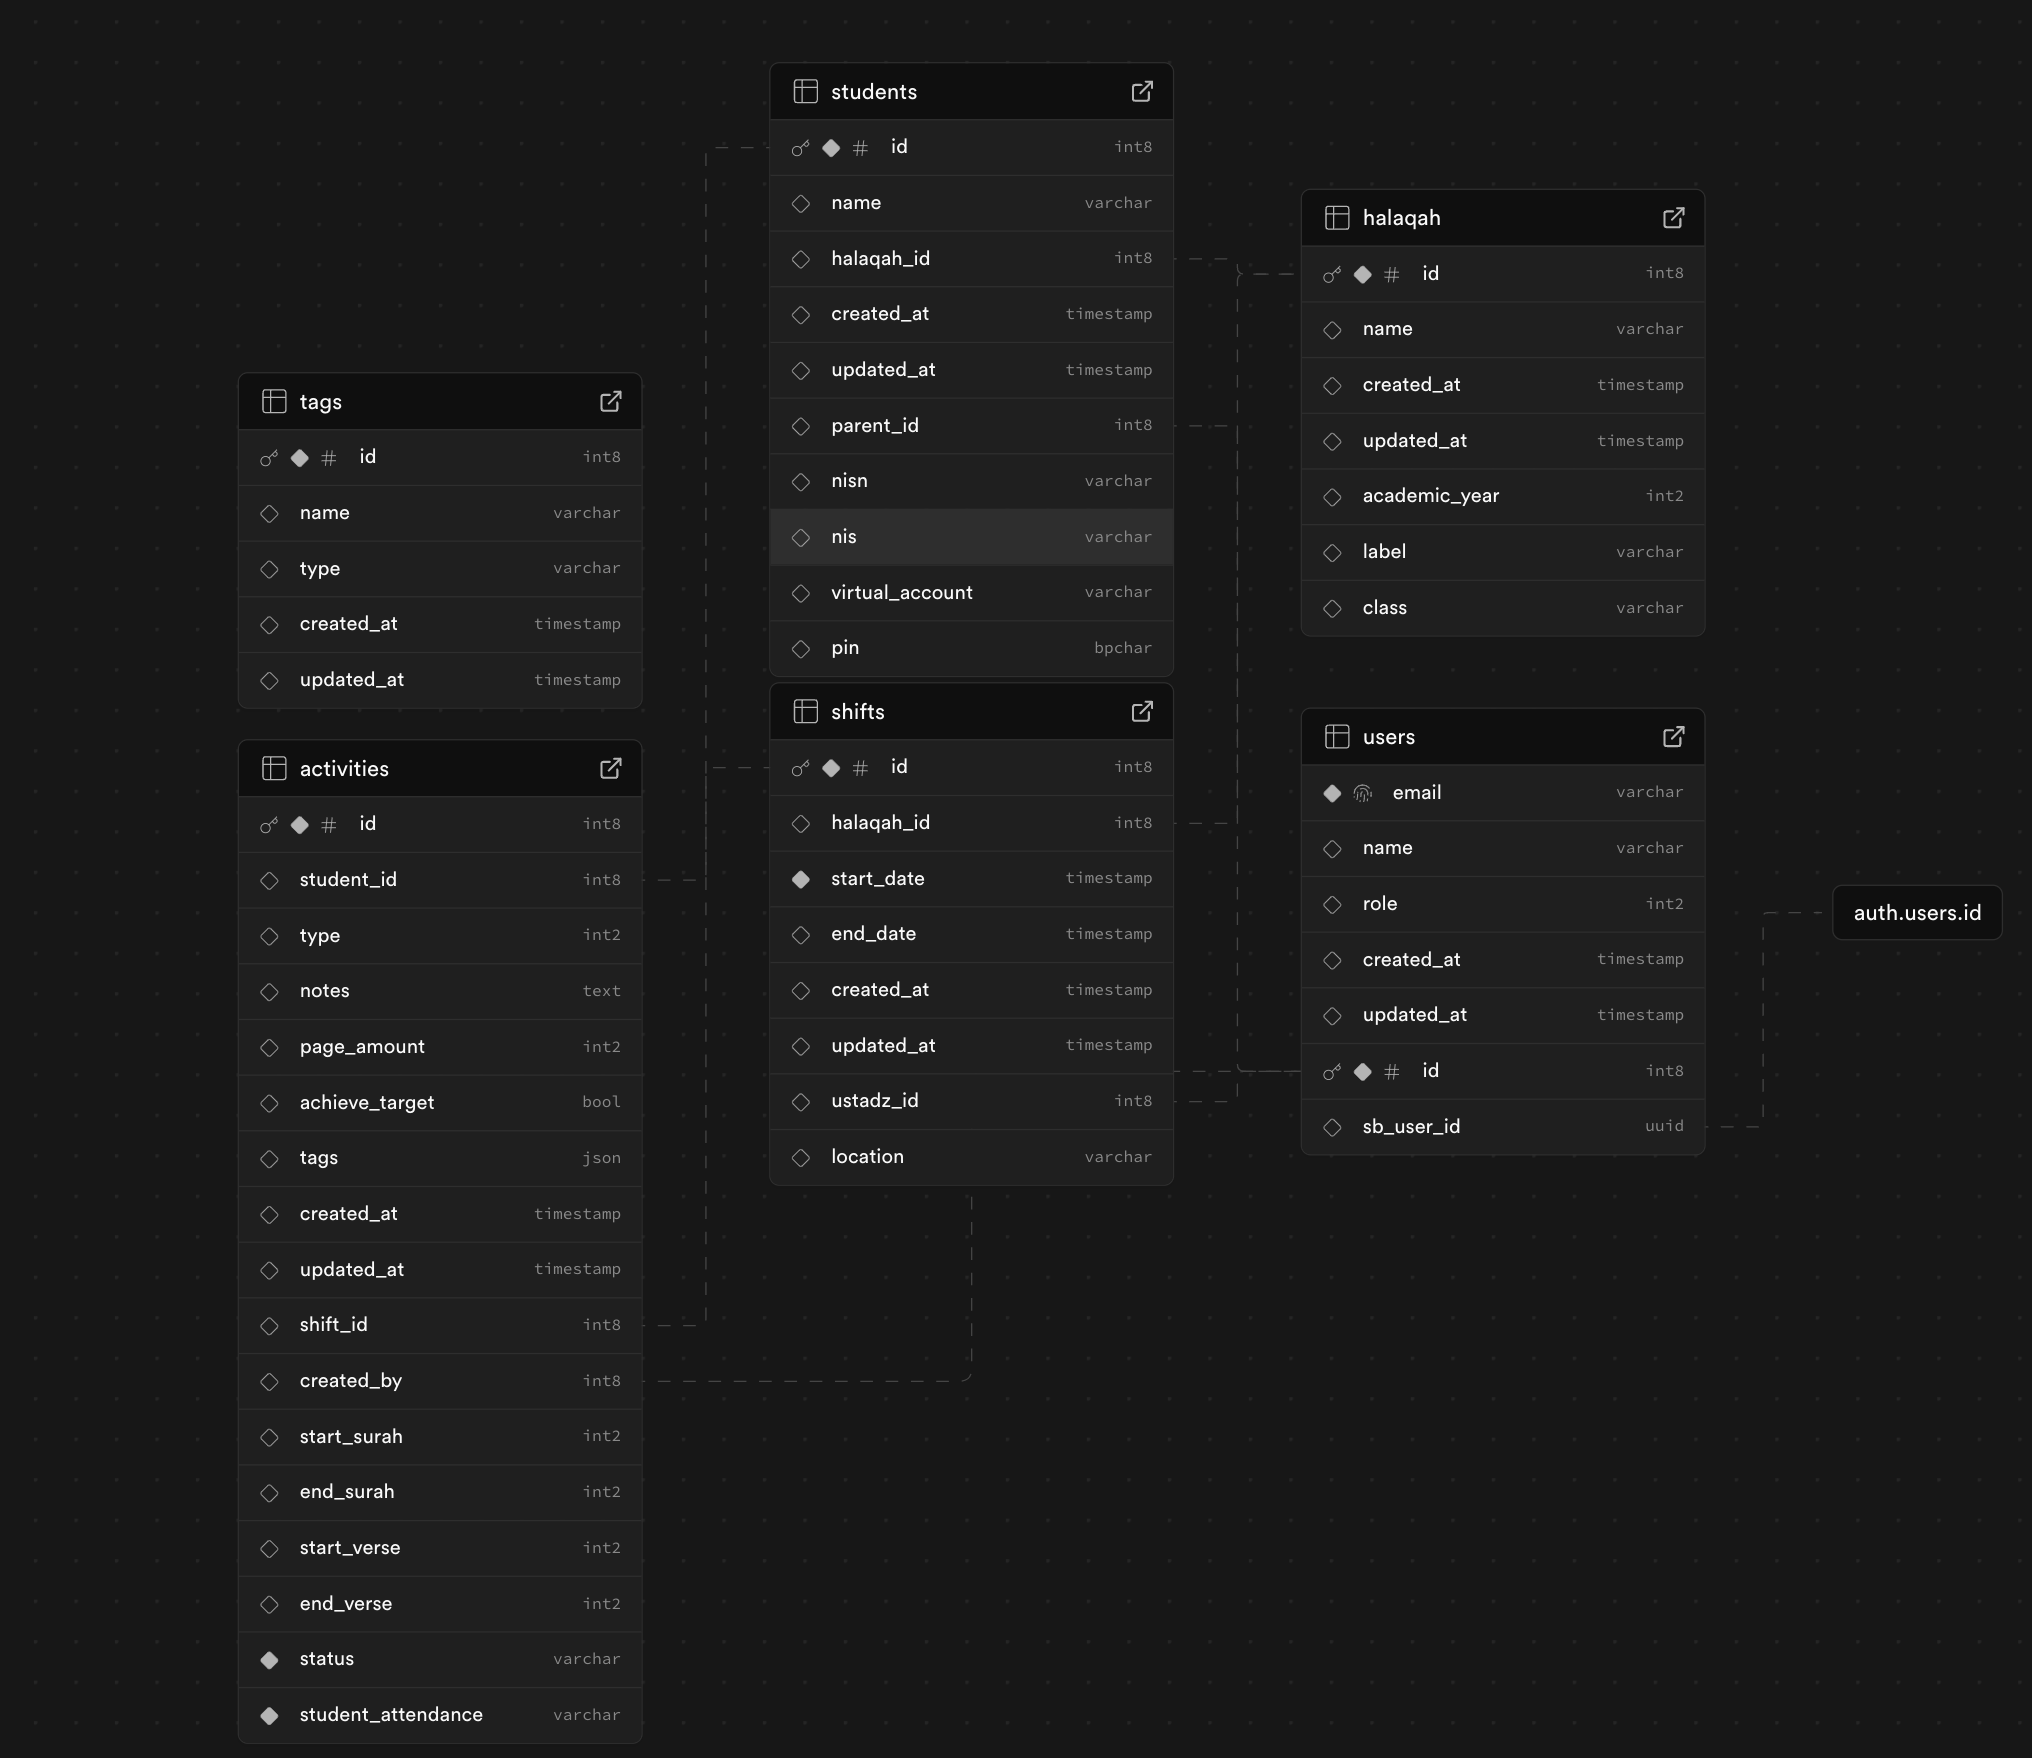 students
id int8
name varchar
halaqah_id int8
created_at timestamp
updated_at timestamp
parent_id int8
nisn varchar
nis varchar
virtual_account varchar
pin bpchar
halaqah
id int8
name varchar
created_at timestamp
updated_at timestamp
academic_year int2
label varchar
class varchar
tags
id int8
name varchar
type varchar
created_at timestamp
updated_at timestamp
shifts
id int8
halaqah_id int8
start_date timestamp
end_date timestamp
created_at timestamp
updated_at timestamp
ustadz_id int8
location varchar
users
email varchar
name varchar
role int2
created_at timestamp
updated_at timestamp
id int8
sb_user_id uuid
auth.users.id
activities
id int8
student_id int8
type int2
notes text
page_amount int2
achieve_target bool
tags json
created_at timestamp
updated_at timestamp
shift_id int8
created_by int8
start_surah int2
end_surah int2
start_verse int2
end_verse int2
status varchar
student_attendance varchar